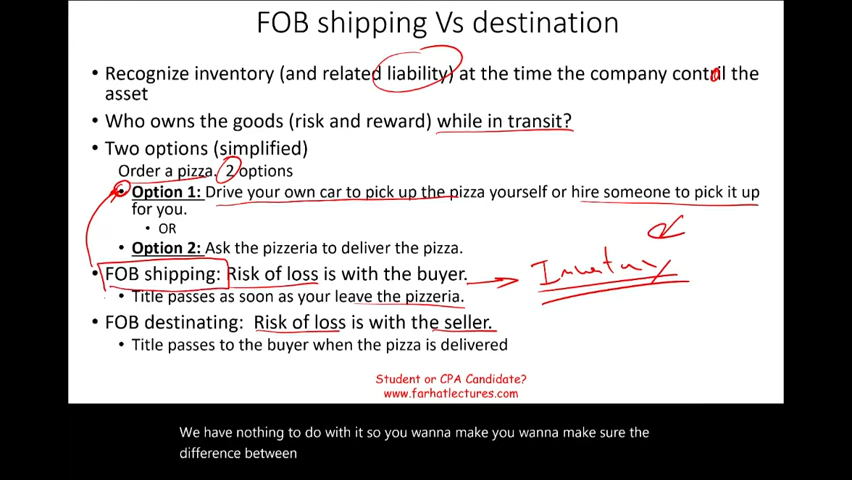 FOB shipping Vs destination
• Recognize inventory (and related liability) at the time the company control the
asset
• Who owns the goods (risk and reward) while in transit?
• Two options (simplified)
Order a pizza. 2 options
• Option 1: Drive your own car to pick up the pizza yourself or hire someone to pick it up
for you.
• OR
• Option 2: Ask the pizzeria to deliver the pizza.
• FOB shipping: Risk of loss is with the buyer.
Inventory
• Title passes as soon as your leave the pizzeria.
• FOB destinating: Risk of loss is with the seller.
• Title passes to the buyer when the pizza is delivered
Student or CPA Candidate?
www.farhatlectures.com
We have nothing to do with it so you wanna make you wanna make sure the
difference between